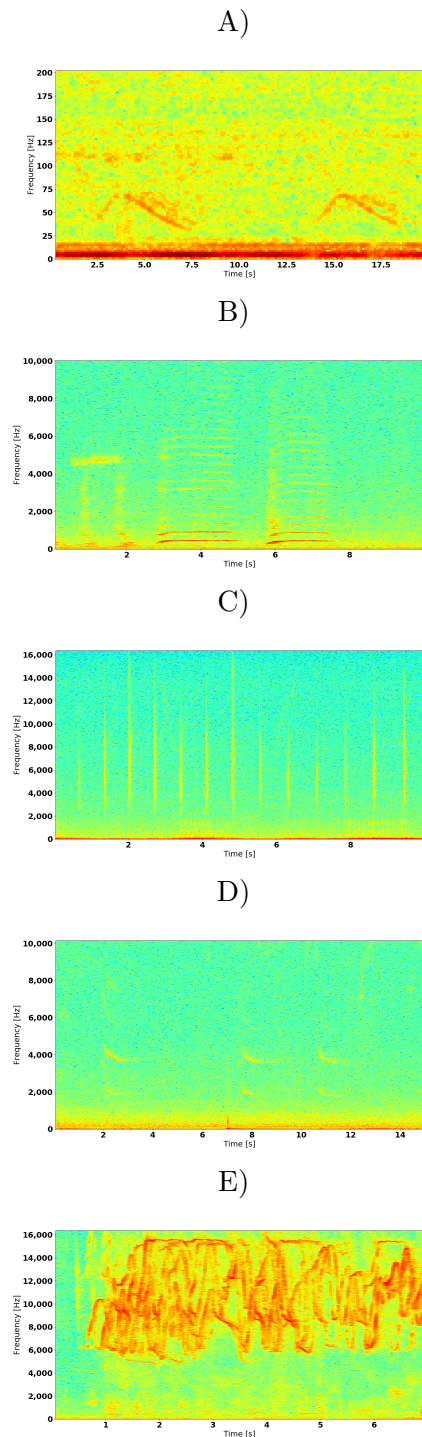 A)
200
175
150
125
100
75
50
25
0
Frequency [Hz]
2.5 5.0 7.5 10.0 12.5 15.0 17.5
Time [s]
B)
10,000
8,000
6,000
4,000
2,000
0
Frequency [Hz]
2 4 6 8
Time [s]
C)
16,000
14,000
12,000
10,000
8,000
6,000
4,000
2,000
0
Frequency [Hz]
2 4 6 8
Time [s]
D)
10,000
8,000
6,000
4,000
2,000
0
Frequency [Hz]
2 4 6 8 10 12 14
Time [s]
E)
16,000
14,000
12,000
10,000
8,000
6,000
4,000
2,000
0
Frequency [Hz]
1 2 3 4 5 6
Time [s]